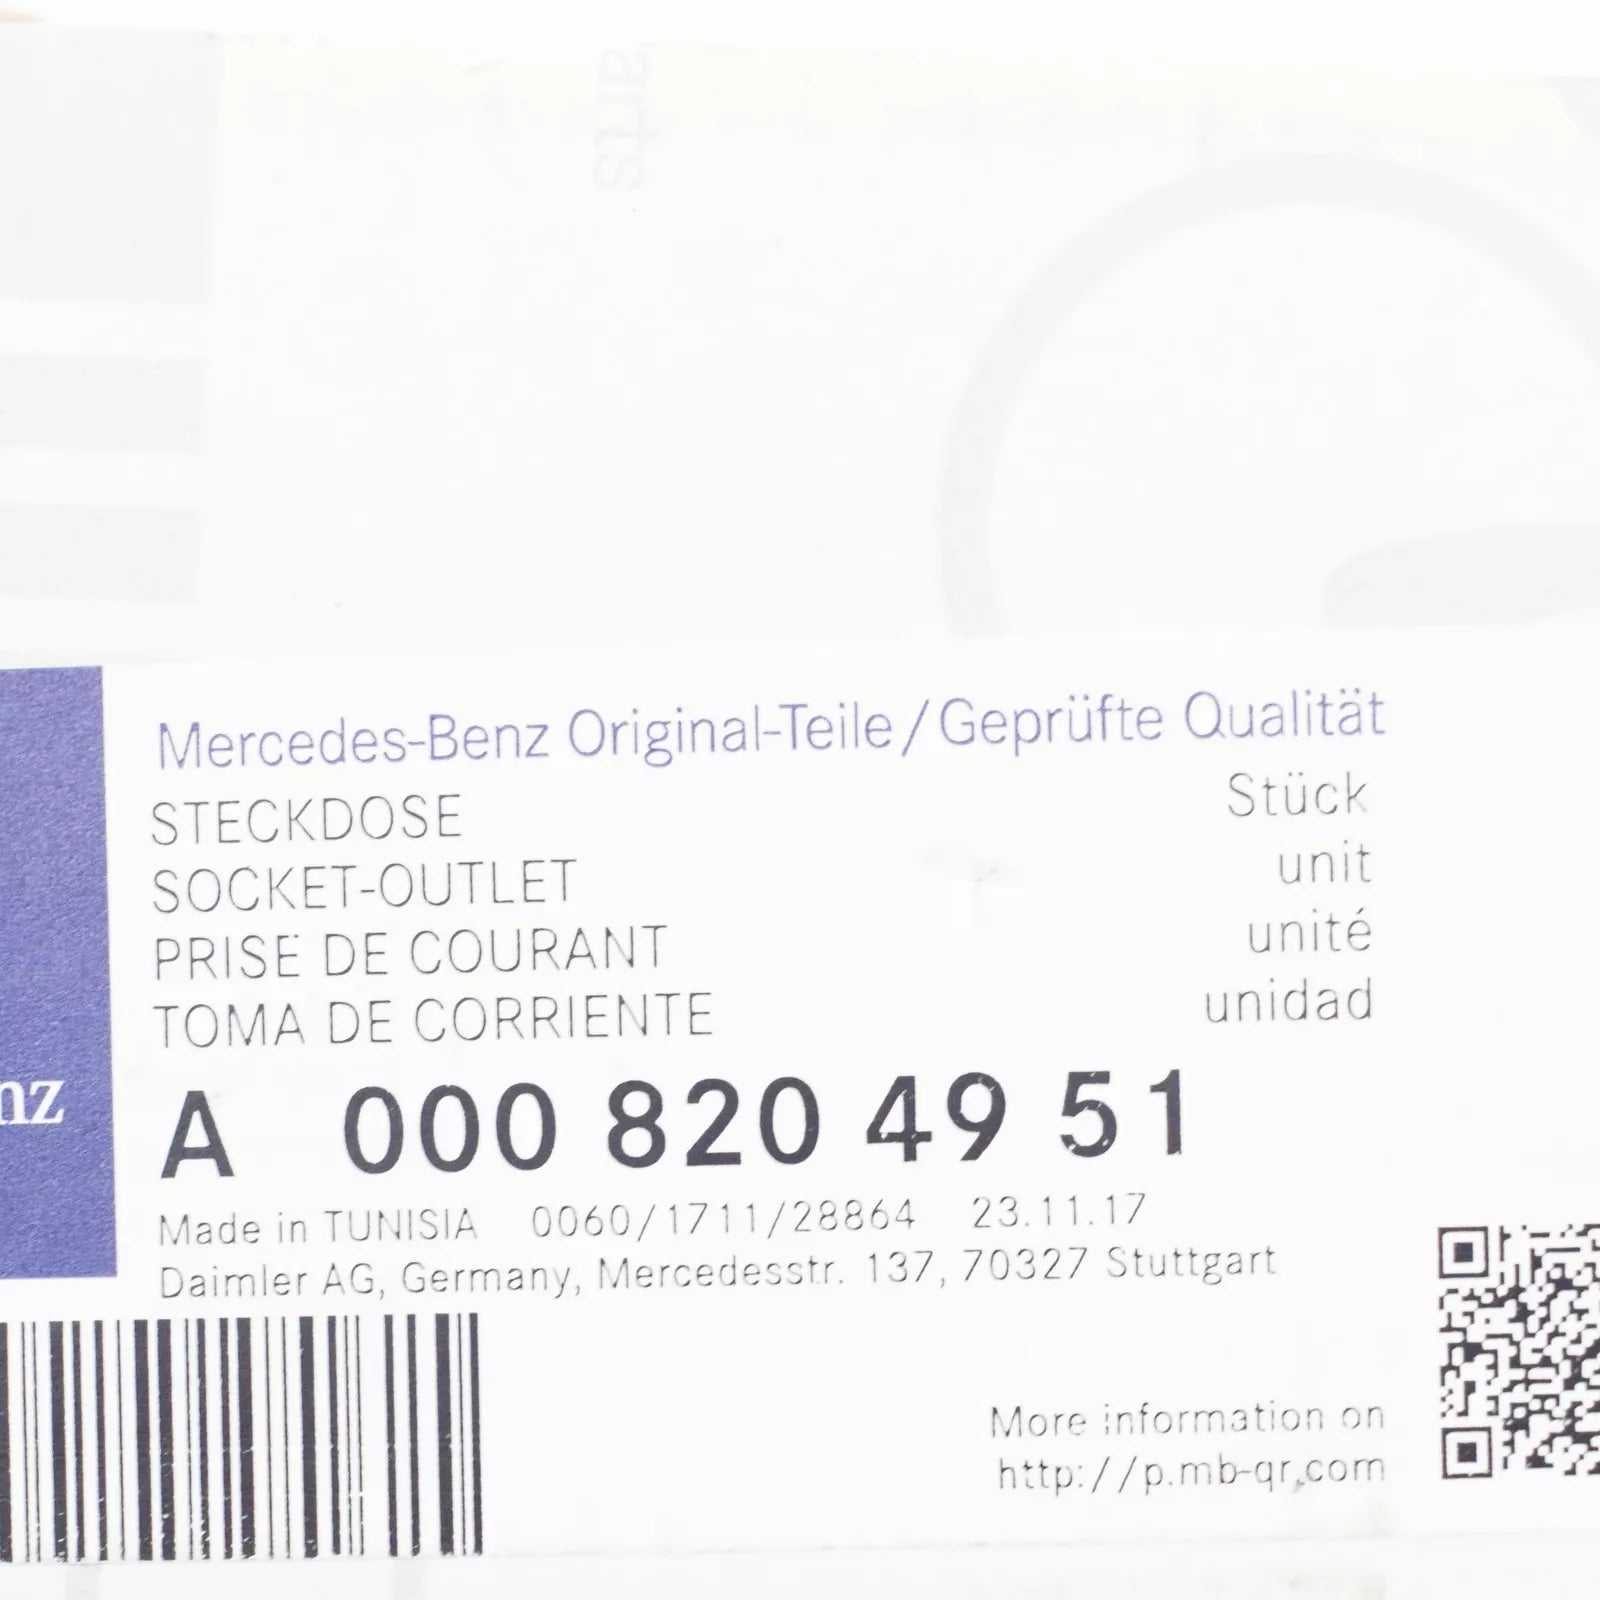 arts
Mercedes-Benz Original-Teile/Geprüfte Qualität
STECKDOSE Stück
SOCKET-OUTLET unit
PRISE DE COURANT unité
TOMA DE CORRIENTE unidad
nz
A 000 820 49 51
Made in TUNISIA 0060/1711/28864 23.11.17
Daimler AG, Germany, Mercedesstr. 137, 70327 Stuttgart
More information on
http://p.mb-qr.com